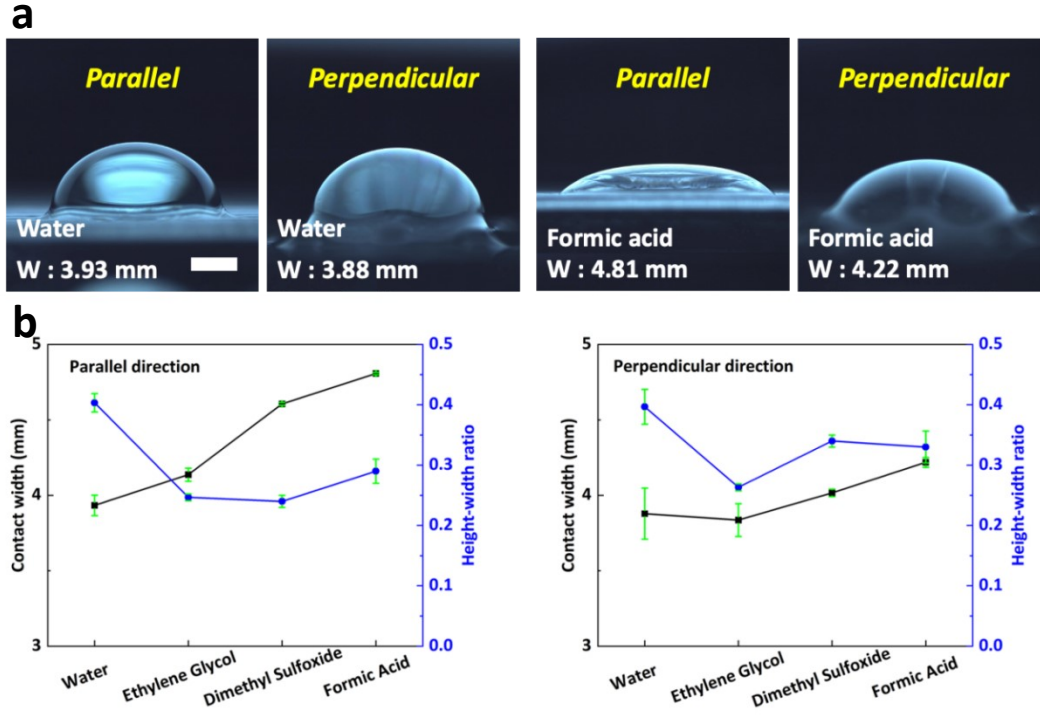 a
Parallel
Water
W : 3.93 mm
Perpendicular
Water
W : 3.88 mm
Parallel
Formic acid
W : 4.81 mm
Perpendicular
Formic acid
W : 4.22 mm
b
Parallel direction
Contact width (mm)
5
4
3
Height-width ratio
0.5
0.4
0.3
0.2
0.1
0.0
Water
Ethylene Glycol
Dimethyl Sulfoxide
Formic Acid
Perpendicular direction
Contact width (mm)
5
4
3
Height-width ratio
0.5
0.4
0.3
0.2
0.1
0.0
Water
Ethylene Glycol
Dimethyl Sulfoxide
Formic Acid